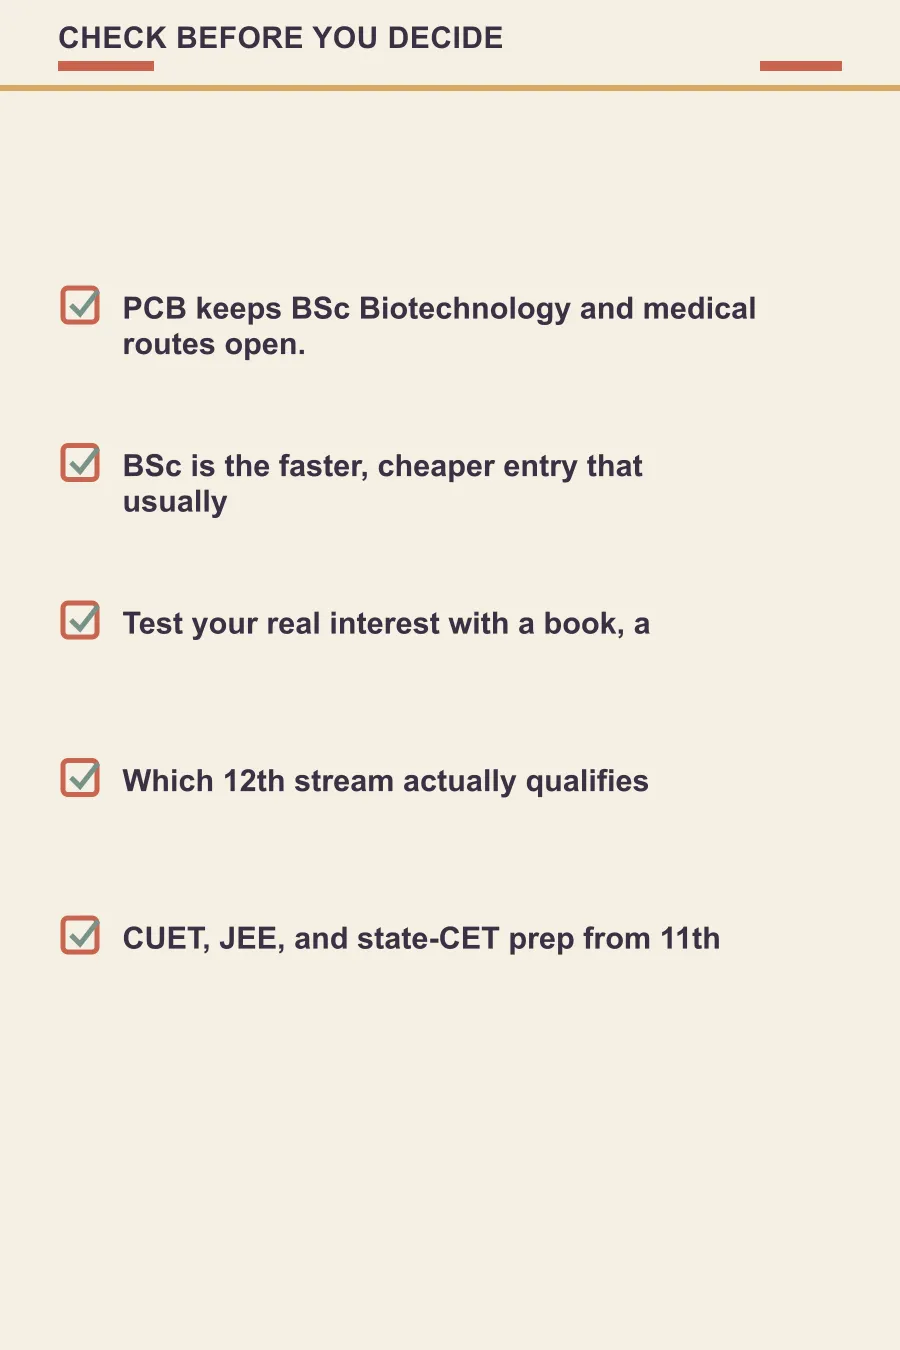 CHECK BEFORE YOU DECIDE
PCB keeps BSc Biotechnology and medical
routes open.
BSc is the faster, cheaper entry that
usually
Test your real interest with a book, a
Which 12th stream actually qualifies
CUET, JEE, and state-CET prep from 11th